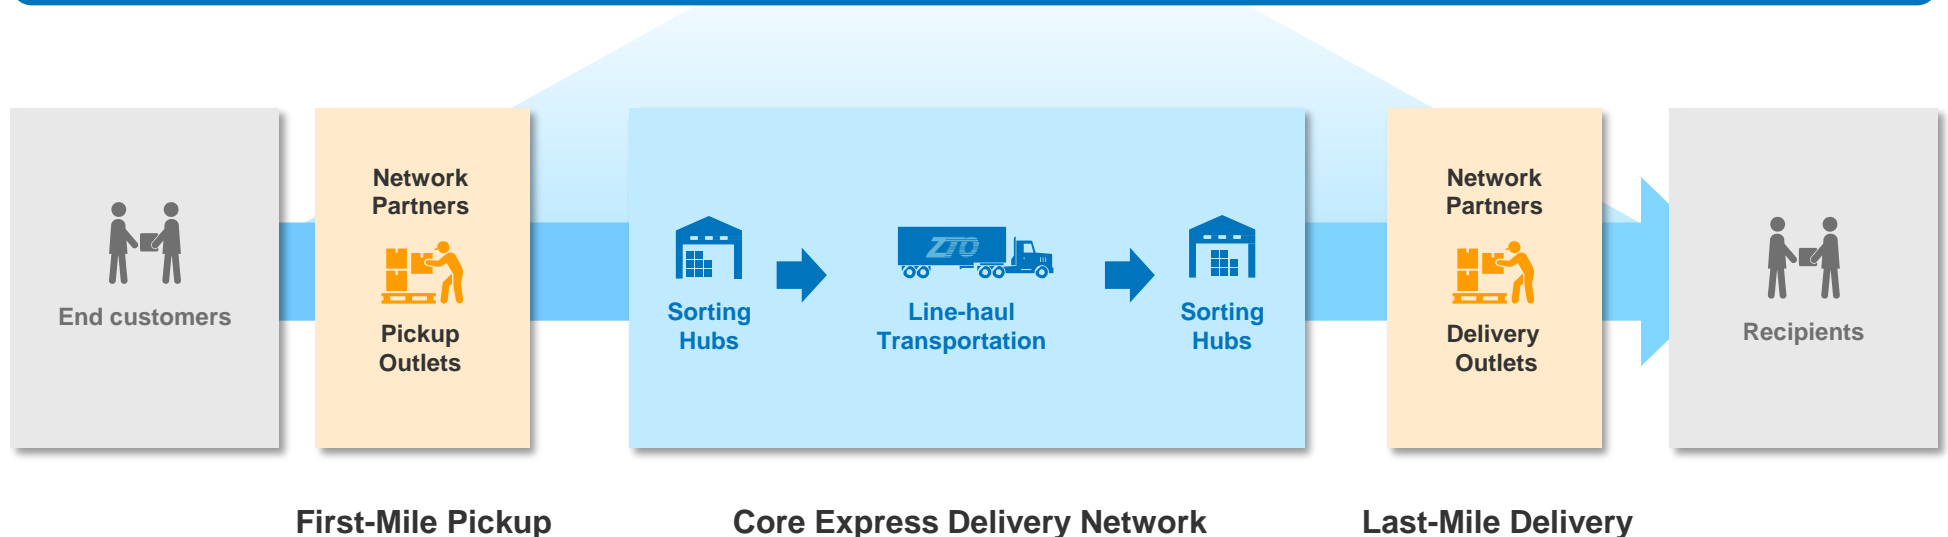 End customers
Network
Partners
Pickup
Outlets
Sorting
Hubs
ZTO
Line-haul
Transportation
Sorting
Hubs
Network
Partners
Delivery
Outlets
Recipients
First-Mile Pickup
Core Express Delivery Network
Last-Mile Delivery